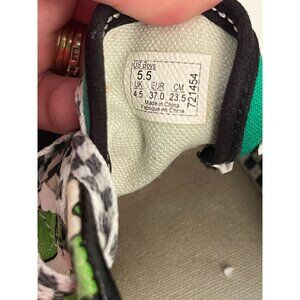 US Boys
5.5
UK EUR CM
4.5 37.0 23.5
Made in China
Fabriqué en Chine
721454